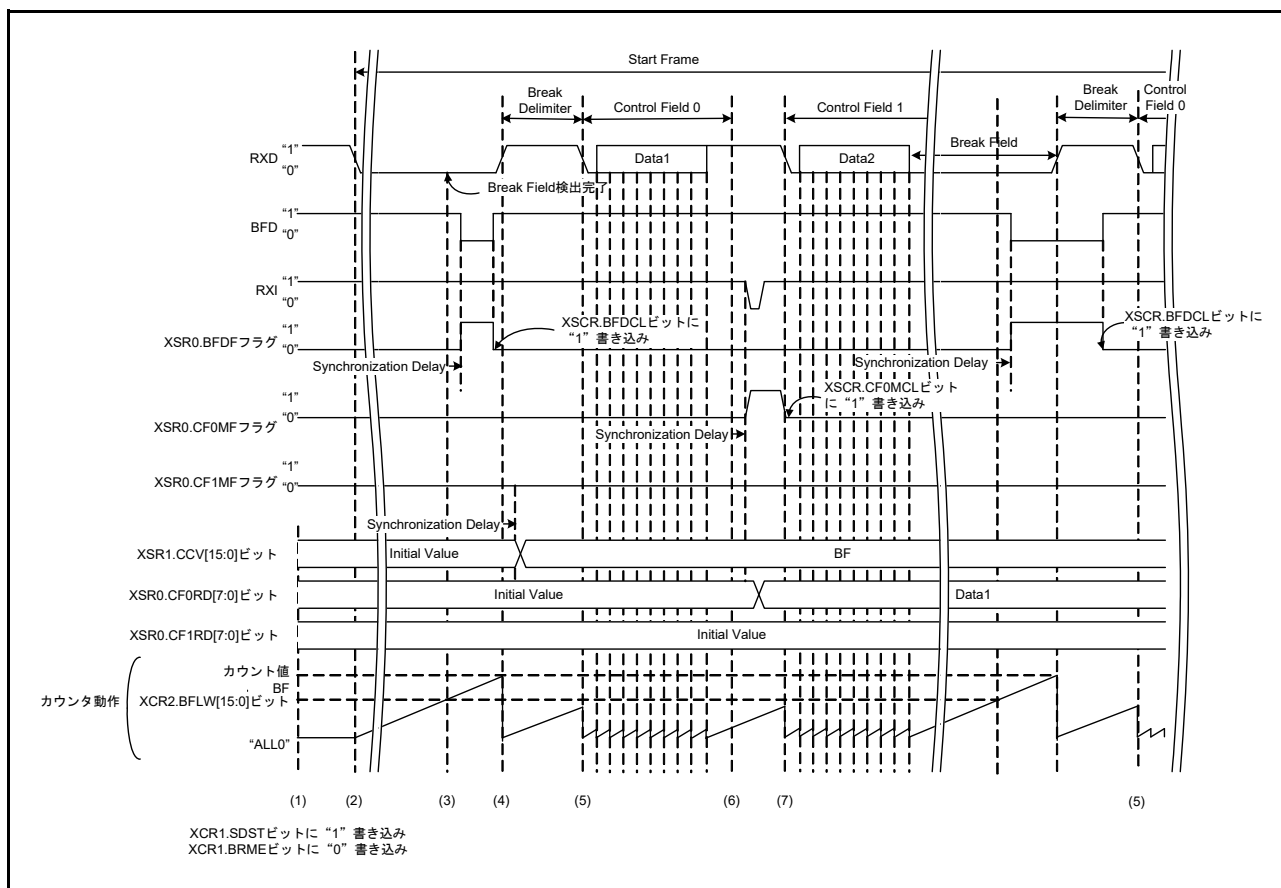 Start Frame
Break
Delimiter
Control Field 0
Control Field 1
Break
Delimiter
Control
Field 0
RXD
“1”
“0”
Data1
Data2
Break Field
Break Field検出完了
BFD
“1”
“0”
RXI
“1”
“0”
XSR0.BFDFフラグ
“1”
“0”
XSCR.BFDCLビットに
“1” 書き込み
XSCR.BFDCLビットに
“1” 書き込み
Synchronization Delay
Synchronization Delay
XSR0.CF0MFフラグ
“1”
“0”
XSCR.CF0MCLビット
に “1” 書き込み
Synchronization Delay
XSR0.CF1MFフラグ
“1”
“0”
Synchronization Delay
XSR1.CCV[15:0]ビット
Initial Value
BF
XSR0.CF0RD[7:0]ビット
Initial Value
Data1
XSR0.CF1RD[7:0]ビット
Initial Value
カウンタ動作
カウント値
BF
XCR2.BFLW[15:0]ビット
“ALL0”
(1)
(2)
(3)
(4)
(5)
(6)
(7)
(5)
XCR1.SDSTビットに “1” 書き込み
XCR1.BRMEビットに “0” 書き込み